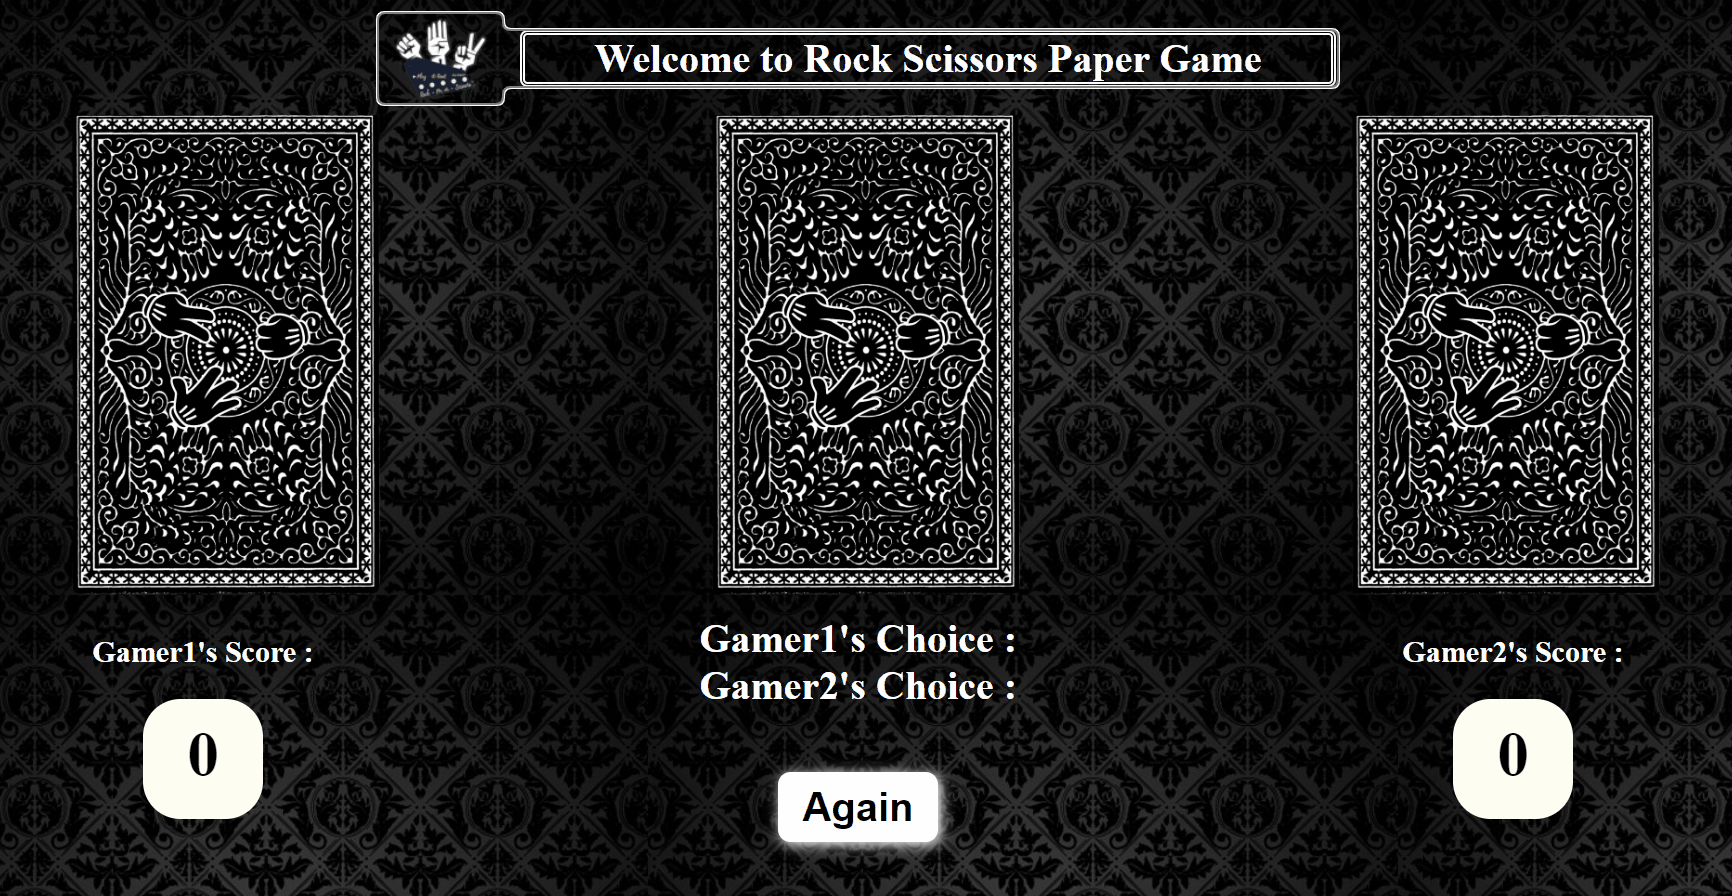 Welcome to Rock Scissors Paper Game
Gamer1's Score :
0
Gamer1's Choice :
Gamer2's Choice :
Again
Gamer2's Score :
0